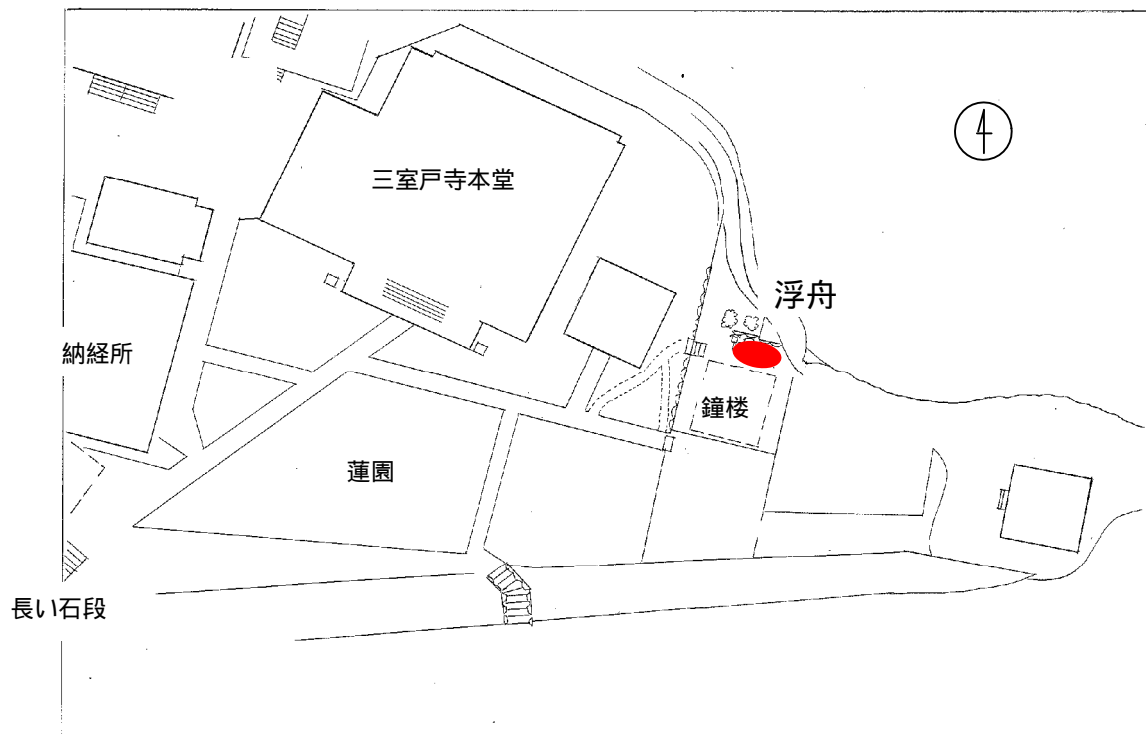 三室戸寺本堂
浮舟
納経所
鐘楼
蓮園
長い石段